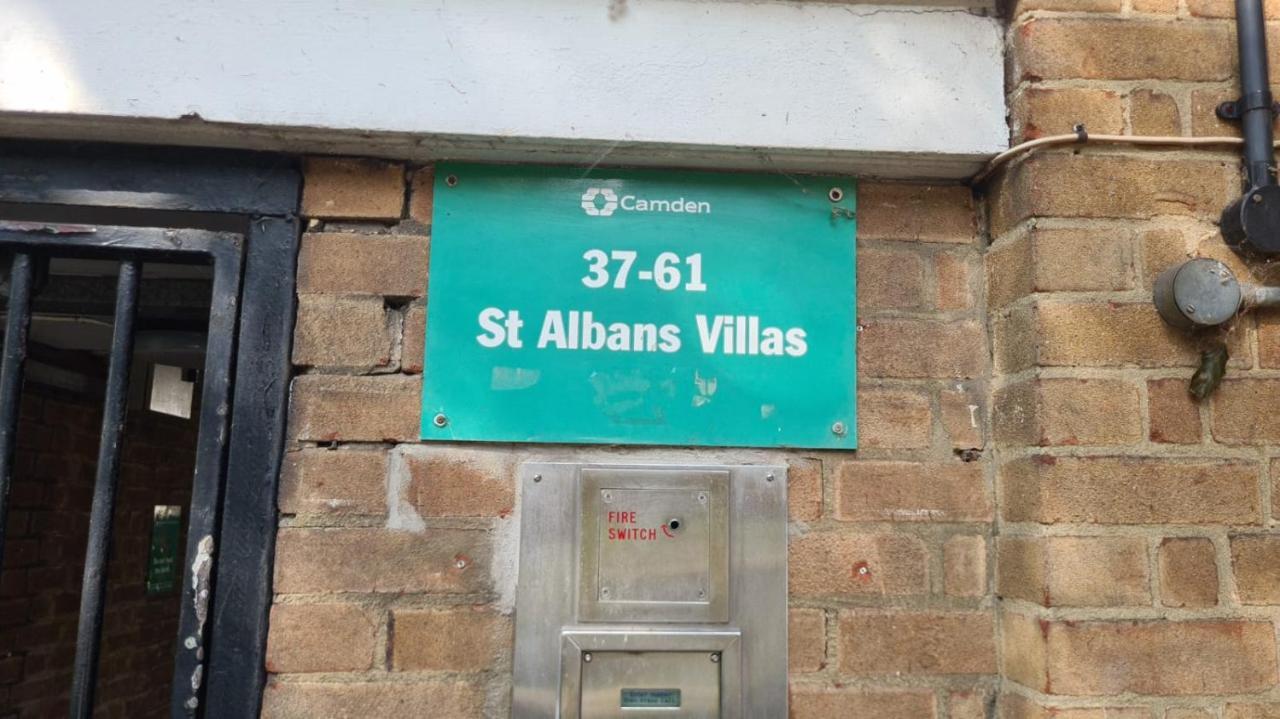 Camden
37-61
St Albans Villas
FIRE
SWITCH